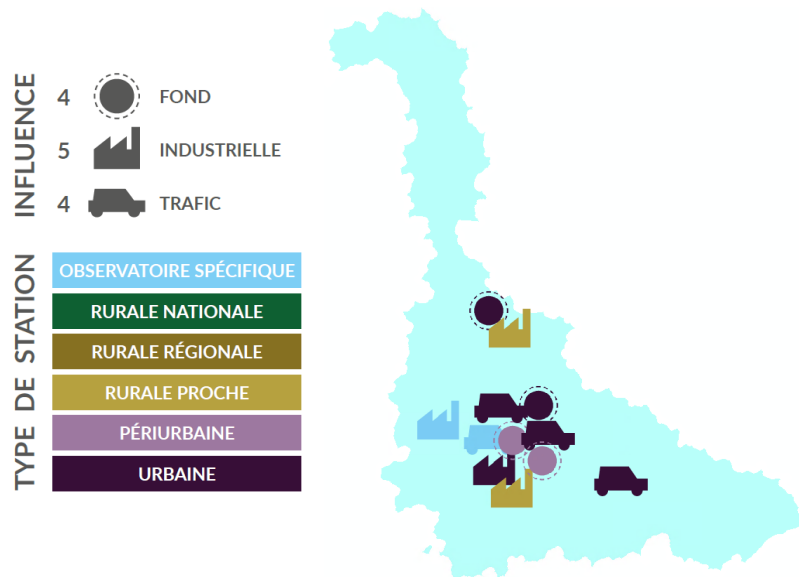 INFLUENCE
4 FOND
5 INDUSTRIELLE
4 TRAFIC
TYPE DE STATION
OBSERVATOIRE SPÉCIFIQUE
RURALE NATIONALE
RURALE RÉGIONALE
RURALE PROCHE
PÉRIURBAINE
URBAINE